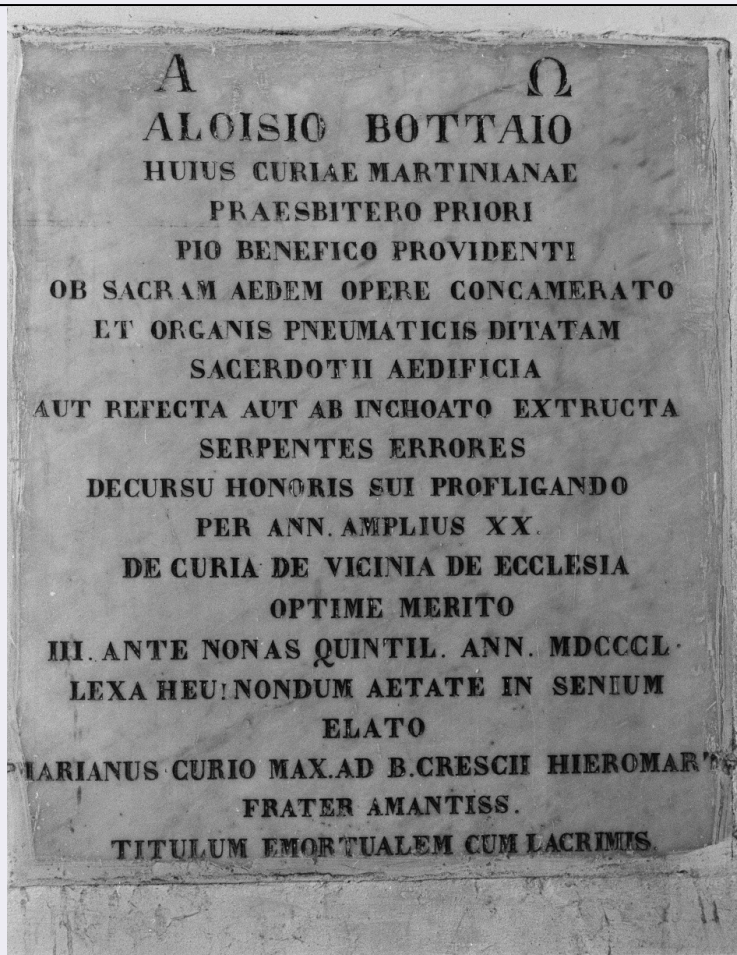 Α Ω
ALOISIO BOTTAIO
HUIUS CURIAE MARTINIANAE
PRAESBITERO PRIORI
PIO BENEFICO PROVIDENTI
OB SACRAM AEDEM OPERE CONCAMERATO
ET ORGANIS PNEUMATICIS DITATAM
SACERDOTII AEDIFICIA
AUT REFECTA AUT AB INCHOATO EXTRUCTA
SERPENTES ERRORES
DECURSU HONORIS SUI PROFLIGANDO
PER ANN. AMPLIUS XX.
DE CURIA DE VICINIA DE ECCLESIA
OPTIME MERITO
III. ANTE NONAS QUINTIL. ANN. MDCCCL.
LEXA HEU! NONDUM AETATE IN SENIUM
ELATO
MARIANUS CURIO MAX. AD B. CRESCII HIEROMART
FRATER AMANTISS.
TITULUM EMORTUALEM CUM LACRIMIS.